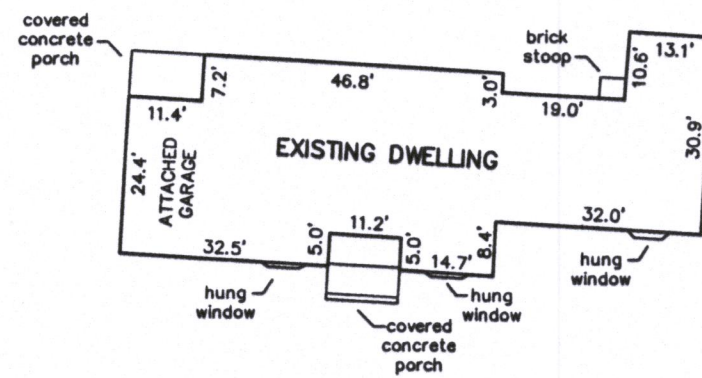 covered
concrete
porch
brick
stoop
13.1'
10.6'
7.2'
46.8'
3.0'
19.0'
11.4'
30.9'
24.4'
ATTACHED
GARAGE
EXISTING DWELLING
11.2'
32.0'
32.5'
5.0'
5.0'
14.7'
8.4'
hung
window
hung
window
hung
window
covered
concrete
porch